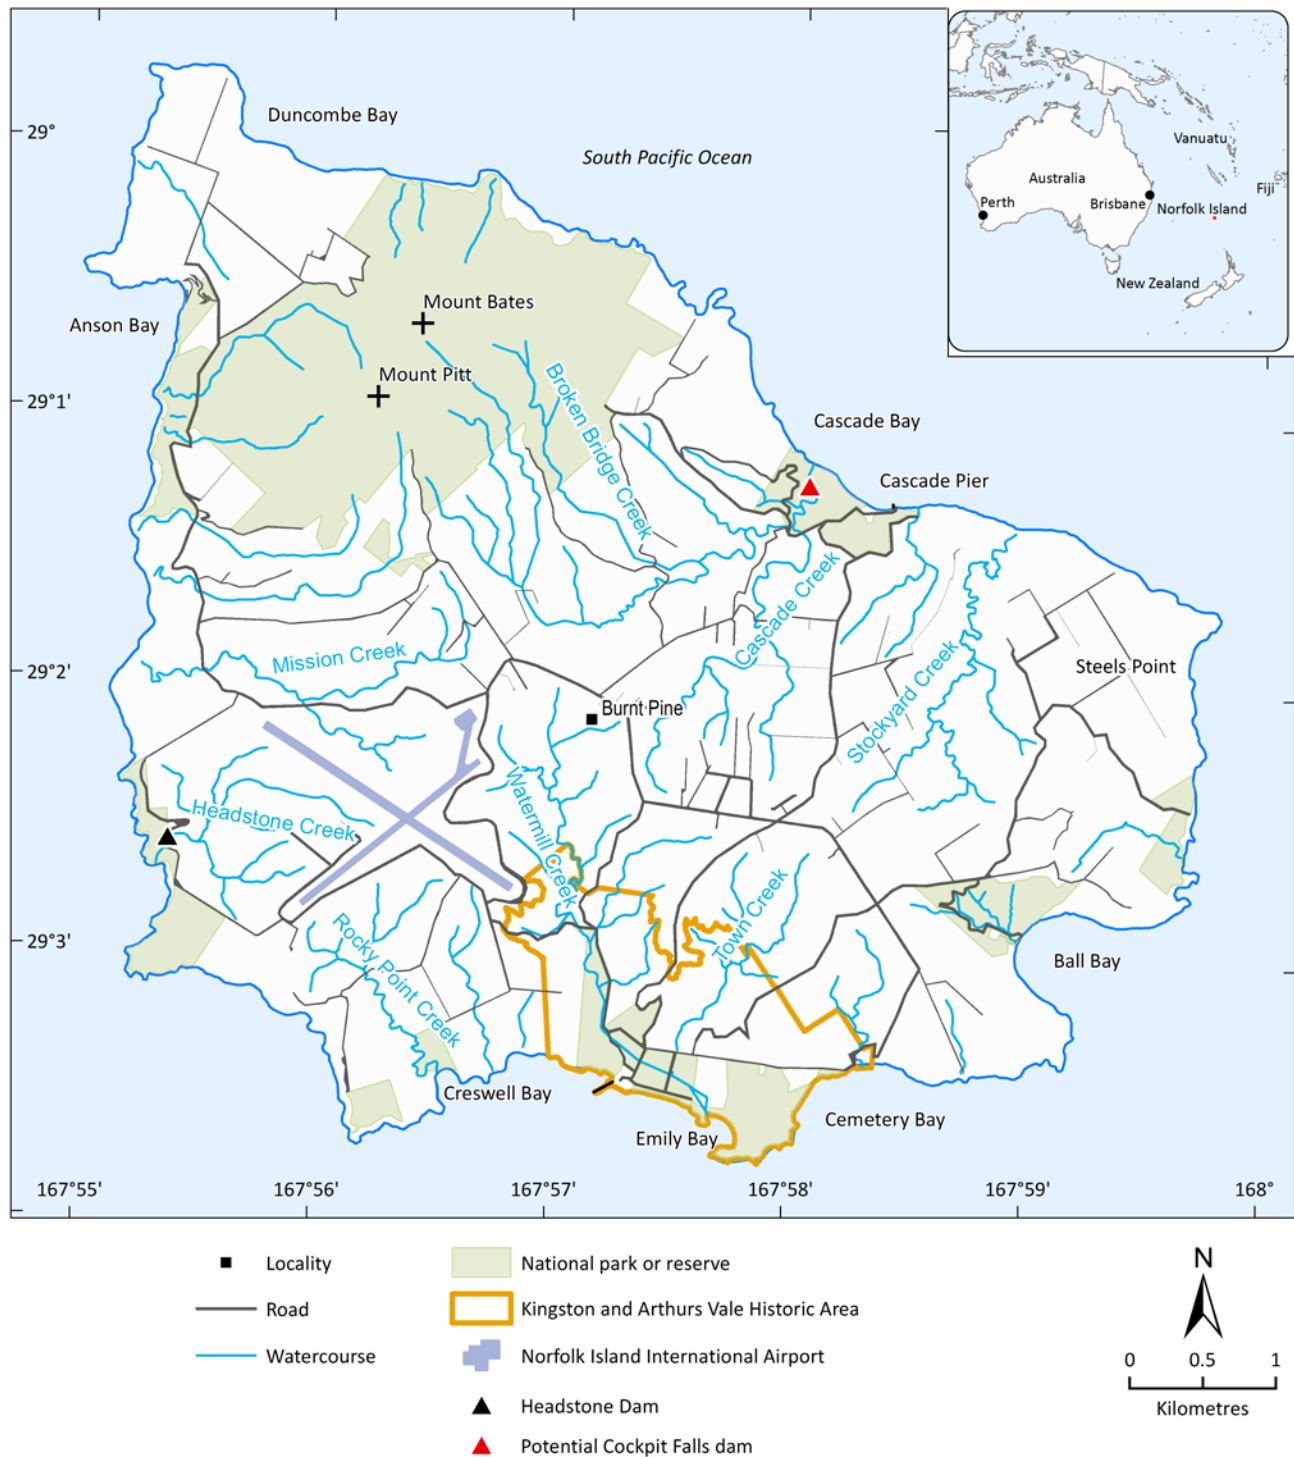 Duncombe Bay
29°
South Pacific Ocean
Vanuatu
Australia
Fiji
Perth
Brisbane
Norfolk Island
New Zealand
Mount Bates
Anson Bay
Mount Pitt
29°1'
Broken Bridge Creek
Cascade Bay
Cascade Pier
Cascade Creek
Mission Creek
29°2'
Steels Point
Stockyard Creek
Burnt Pine
Watermill Creek
Headstone Creek
Town Creek
Rocky Point Creek
29°3'
Ball Bay
Creswell Bay
Cemetery Bay
Emily Bay
167°55' 167°56' 167°57' 167°58' 167°59' 168°
Locality
Road
Watercourse
National park or reserve
Kingston and Arthurs Vale Historic Area
Norfolk Island International Airport
Headstone Dam
Potential Cockpit Falls dam
N
0 0.5 1
Kilometres